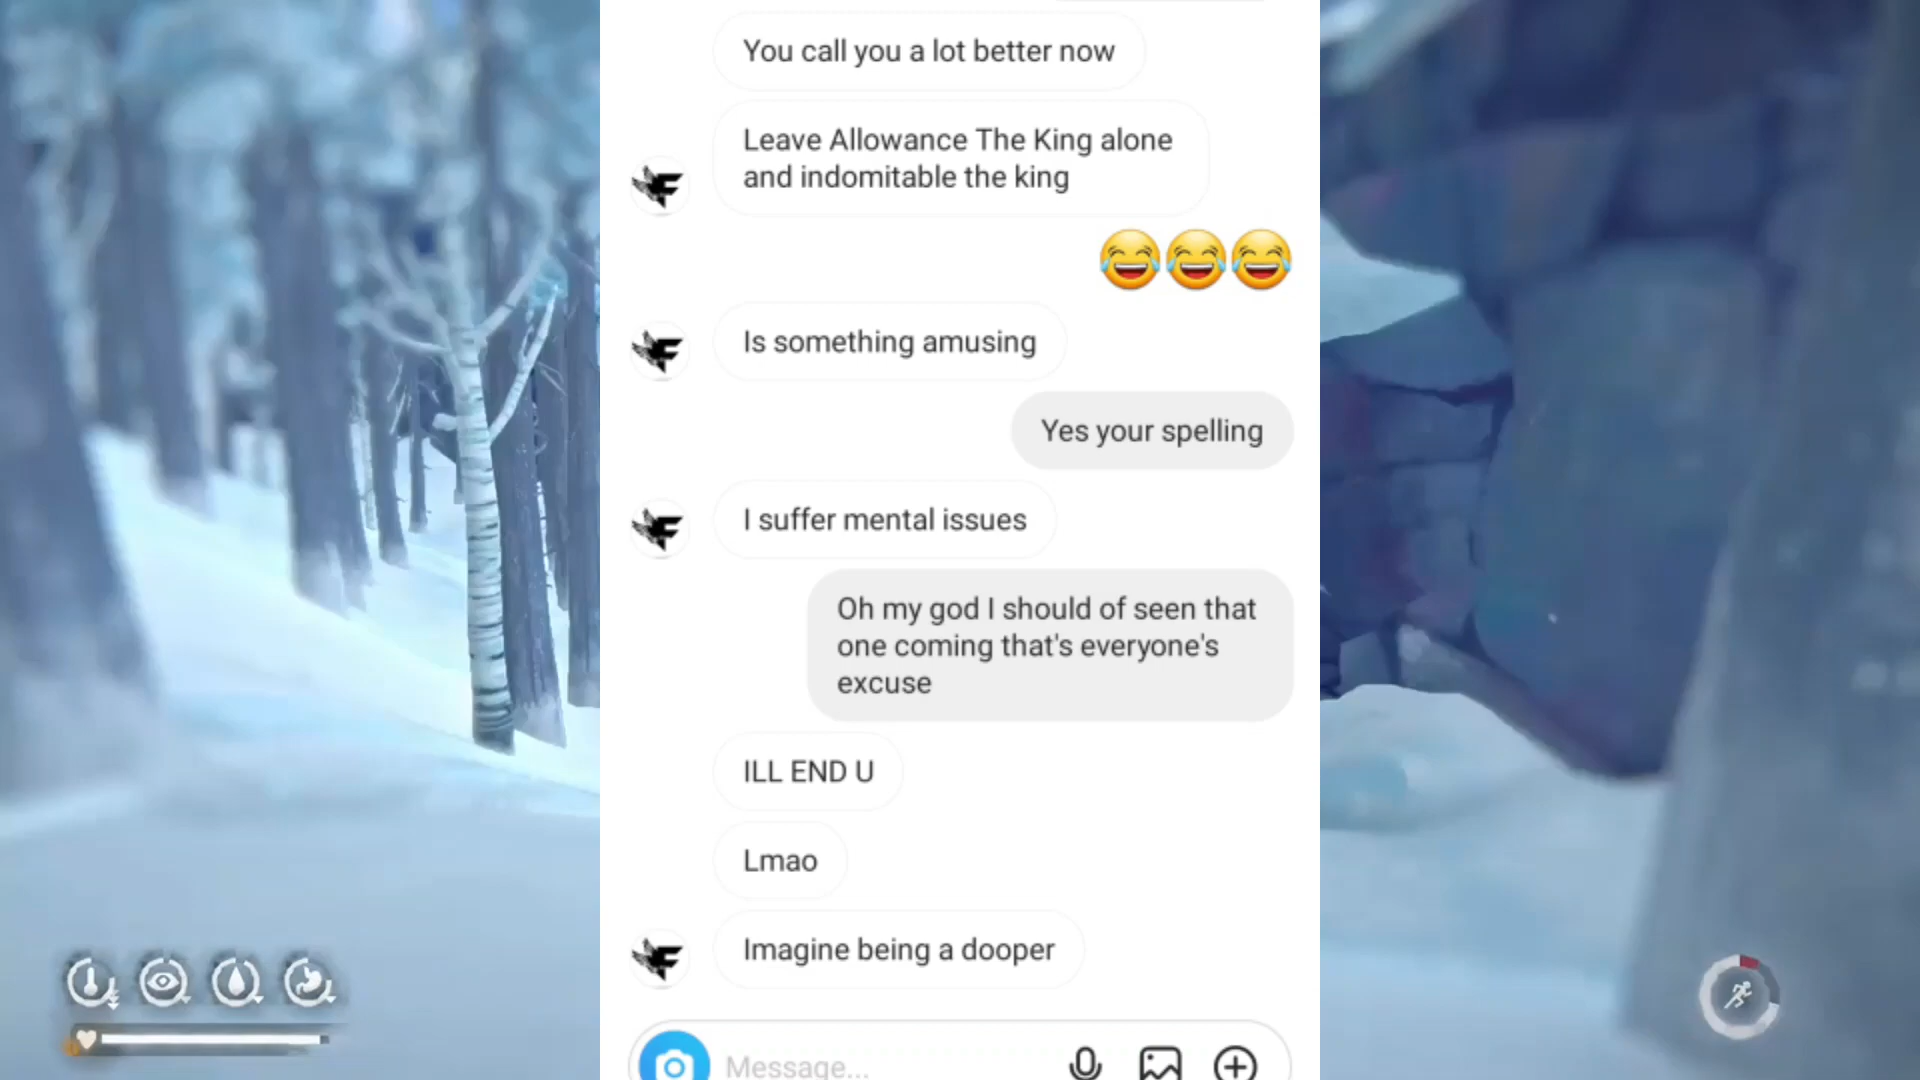 You call you a lot better now
Leave Allowance The King alone
and indomitable the king
😂😂😂
Is something amusing
Yes your spelling
I suffer mental issues
Oh my god I should of seen that
one coming that's everyone's
excuse
ILL END U
Lmao
Imagine being a dooper
Message...